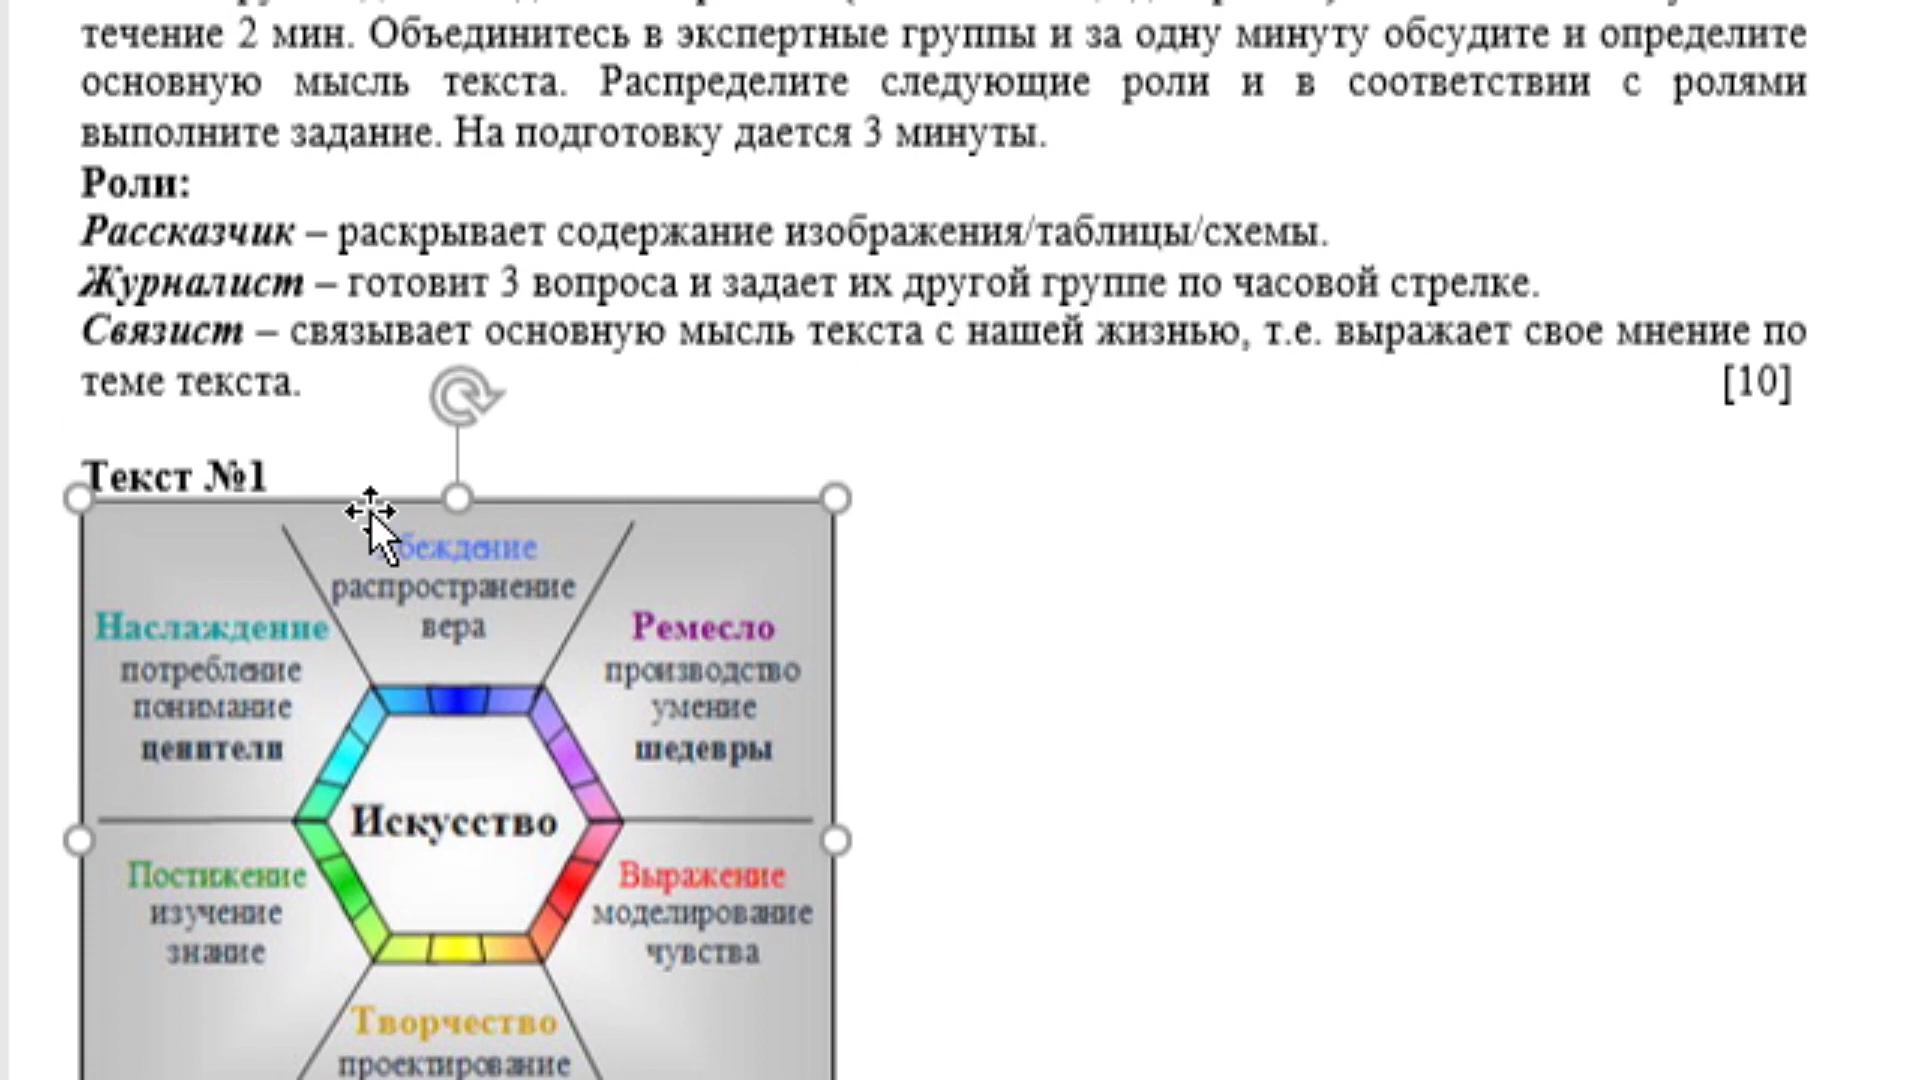 течение 2 мин. Объединитесь в экспертные группы и за одну минуту обсудите и определите
основную мысль текста. Распределите следующие роли и в соответствии с ролями
выполните задание. На подготовку дается 3 минуты.
Роли:
Рассказчик – раскрывает содержание изображения/таблицы/схемы.
Журналист – готовит 3 вопроса и задает их другой группе по часовой стрелке.
Связист – связывает основную мысль текста с нашей жизнью, т.е. выражает свое мнение по
теме текста. [10]
Текст №1
распространение
вера
Наслаждение
потребление
понимание
ценители
Ремесло
производство
умение
шедевры
Искусство
Постижение
изучение
знание
Выражение
моделирование
чувства
Творчество
проектирование